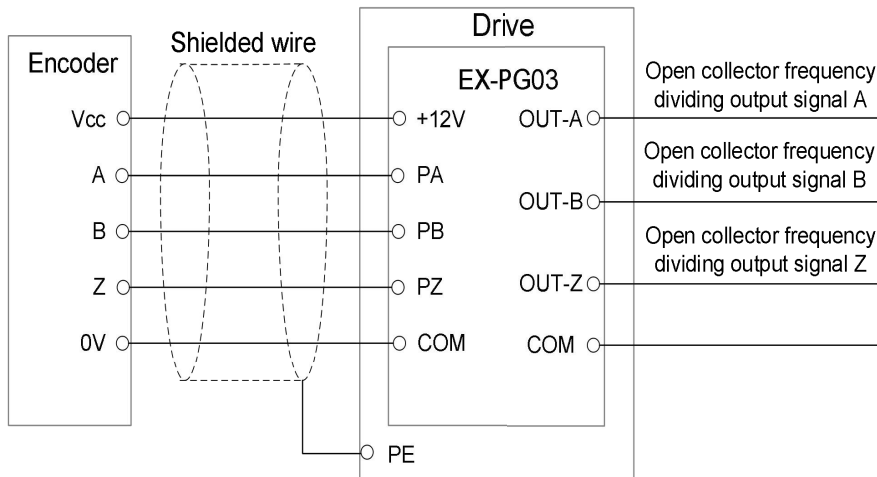 Drive
Shielded wire
Encoder
EX-PG03
Open collector frequency
dividing output signal A
Vcc
+12V
OUT-A
Open collector frequency
dividing output signal B
A
PA
OUT-B
B
PB
Open collector frequency
dividing output signal Z
Z
PZ
OUT-Z
0V
COM
COM
PE